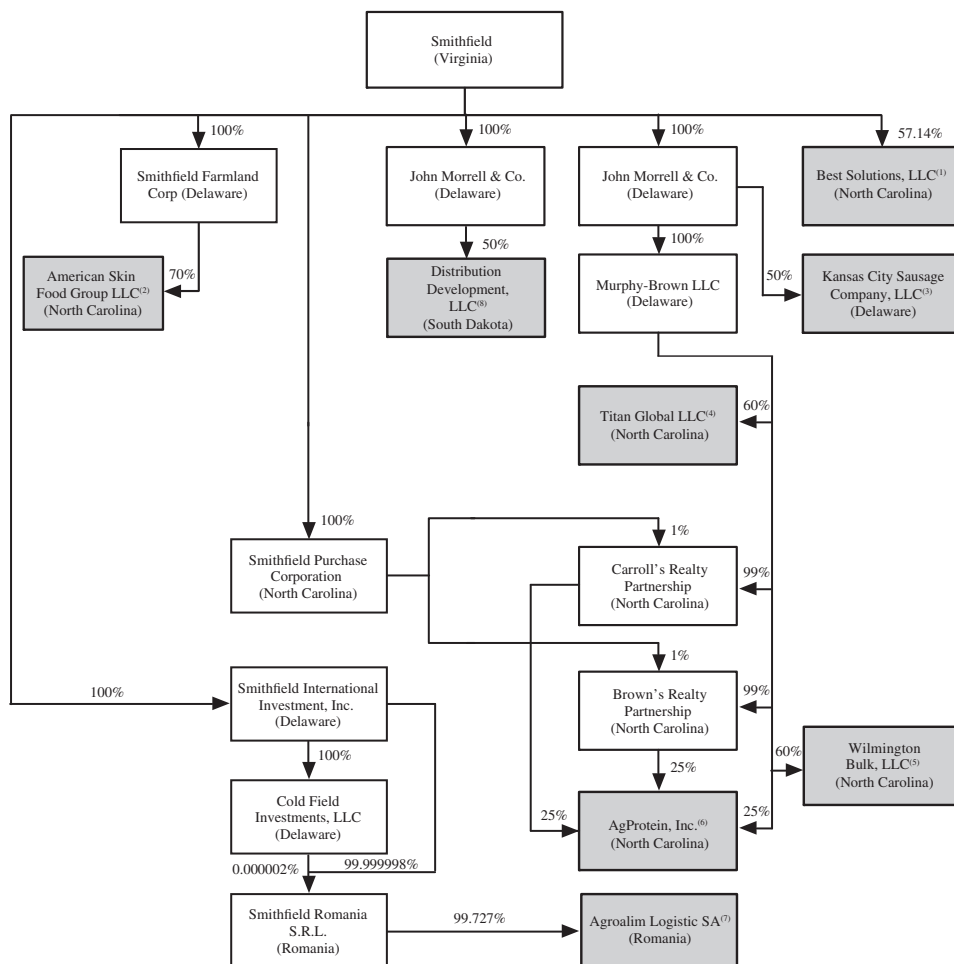 Smithfield
(Virginia)
100%
100%
100%
57.14%
Smithfield Farmland
Corp (Delaware)
John Morrell & Co.
(Delaware)
John Morrell & Co.
(Delaware)
Best Solutions, LLC(1)
(North Carolina)
70%
50%
100%
50%
American Skin
Food Group LLC(2)
(North Carolina)
Distribution
Development,
LLC(8)
(South Dakota)
Murphy-Brown LLC
(Delaware)
Kansas City Sausage
Company, LLC(3)
(Delaware)
Titan Global LLC(4)
(North Carolina)
60%
100%
Smithfield Purchase
Corporation
(North Carolina)
1%
Carroll's Realty
Partnership
(North Carolina)
99%
1%
100%
Smithfield International
Investment, Inc.
(Delaware)
Brown's Realty
Partnership
(North Carolina)
99%
100%
25%
60%
Wilmington
Bulk, LLC(5)
(North Carolina)
Cold Field
Investments, LLC
(Delaware)
25%
AgProtein, Inc.(6)
(North Carolina)
25%
0.000002%
99.999998%
Smithfield Romania
S.R.L.
(Romania)
99.727%
Agroalim Logistic SA(7)
(Romania)